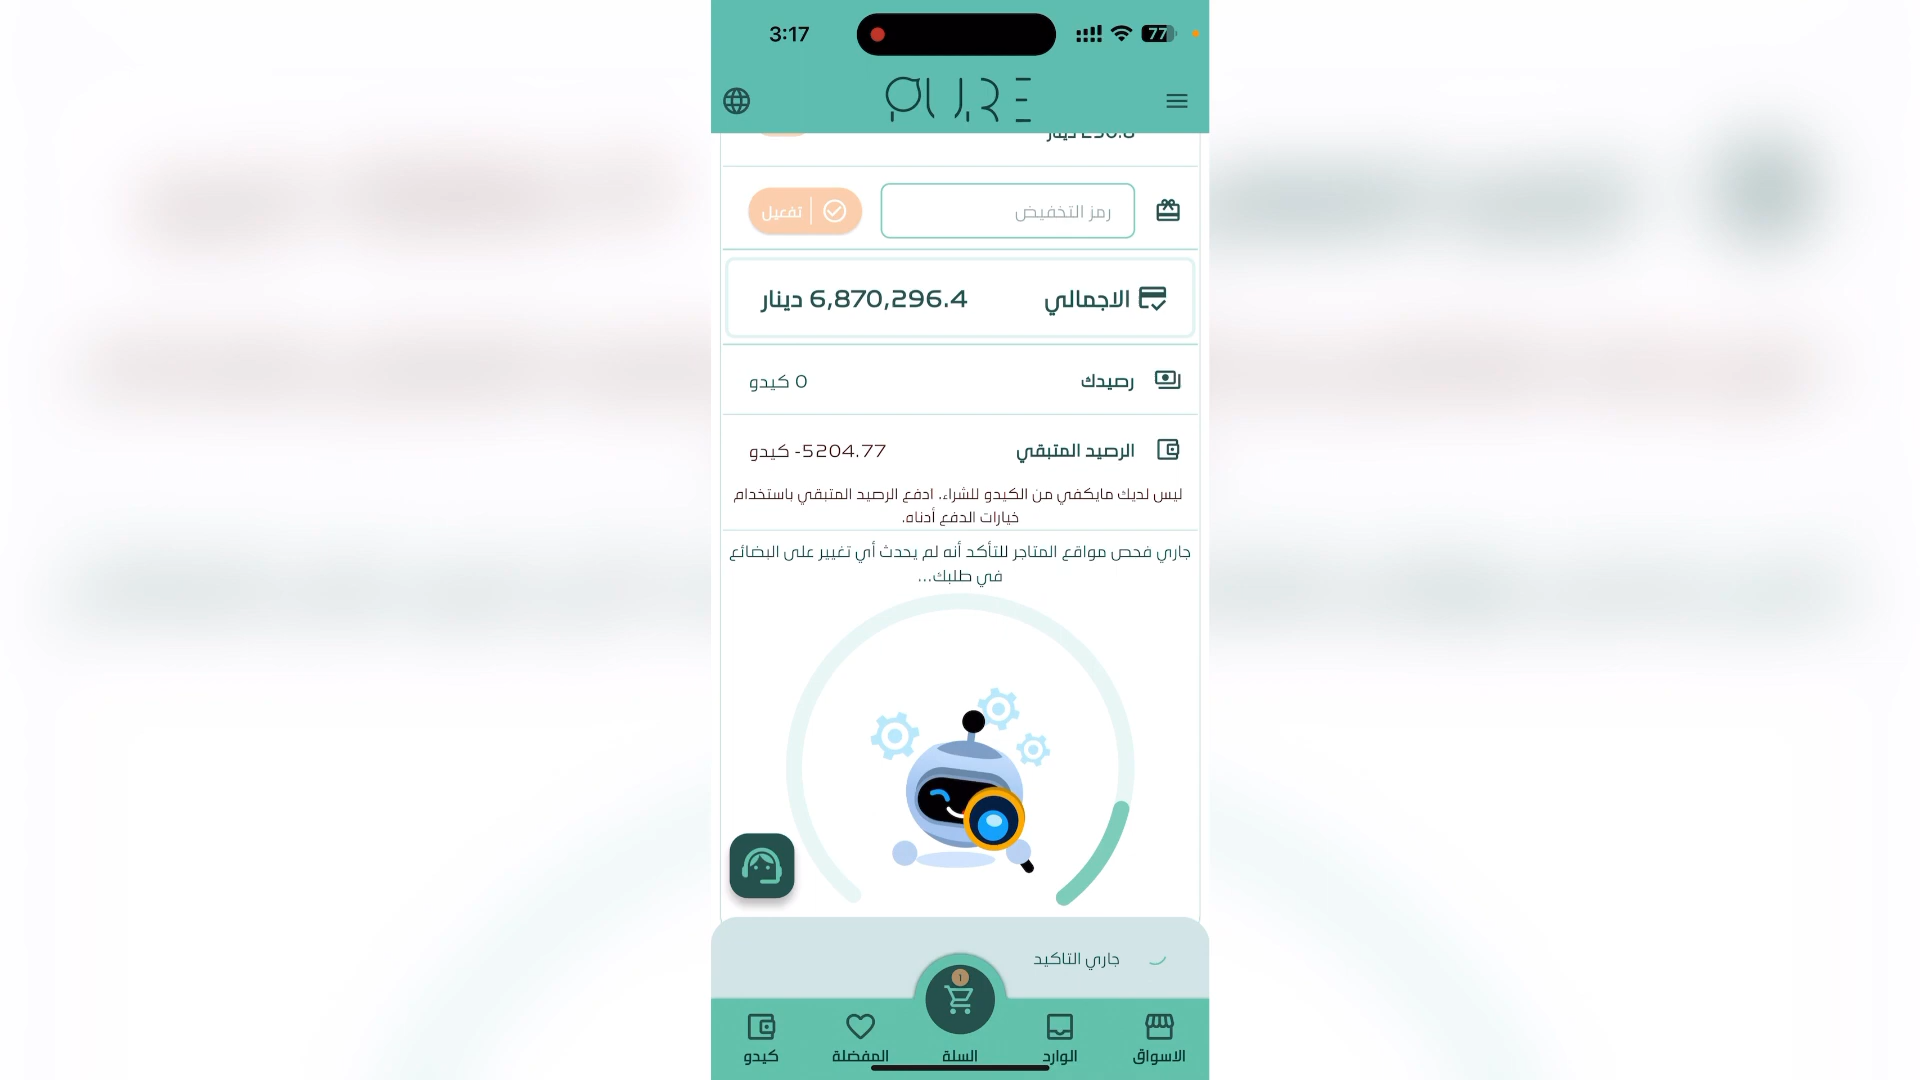 3:17
77
PURE
رمز التخفيض
تفعيل
الاجمالي
6,870,296.4 دينار
رصيدك
0 كيدو
الرصيد المتبقي
-5204.77 كيدو
ليس لديك مايكفي من الكيدو للشراء. ادفع الرصيد المتبقي باستخدام
خيارات الدفع أدناه.
جاري فحص مواقع المتاجر للتأكد أنه لم يحدث أي تغيير على البضائع
في طلبك...
جاري التاكيد
1
الاسواق
الوارد
السلة
المفضلة
كيدو